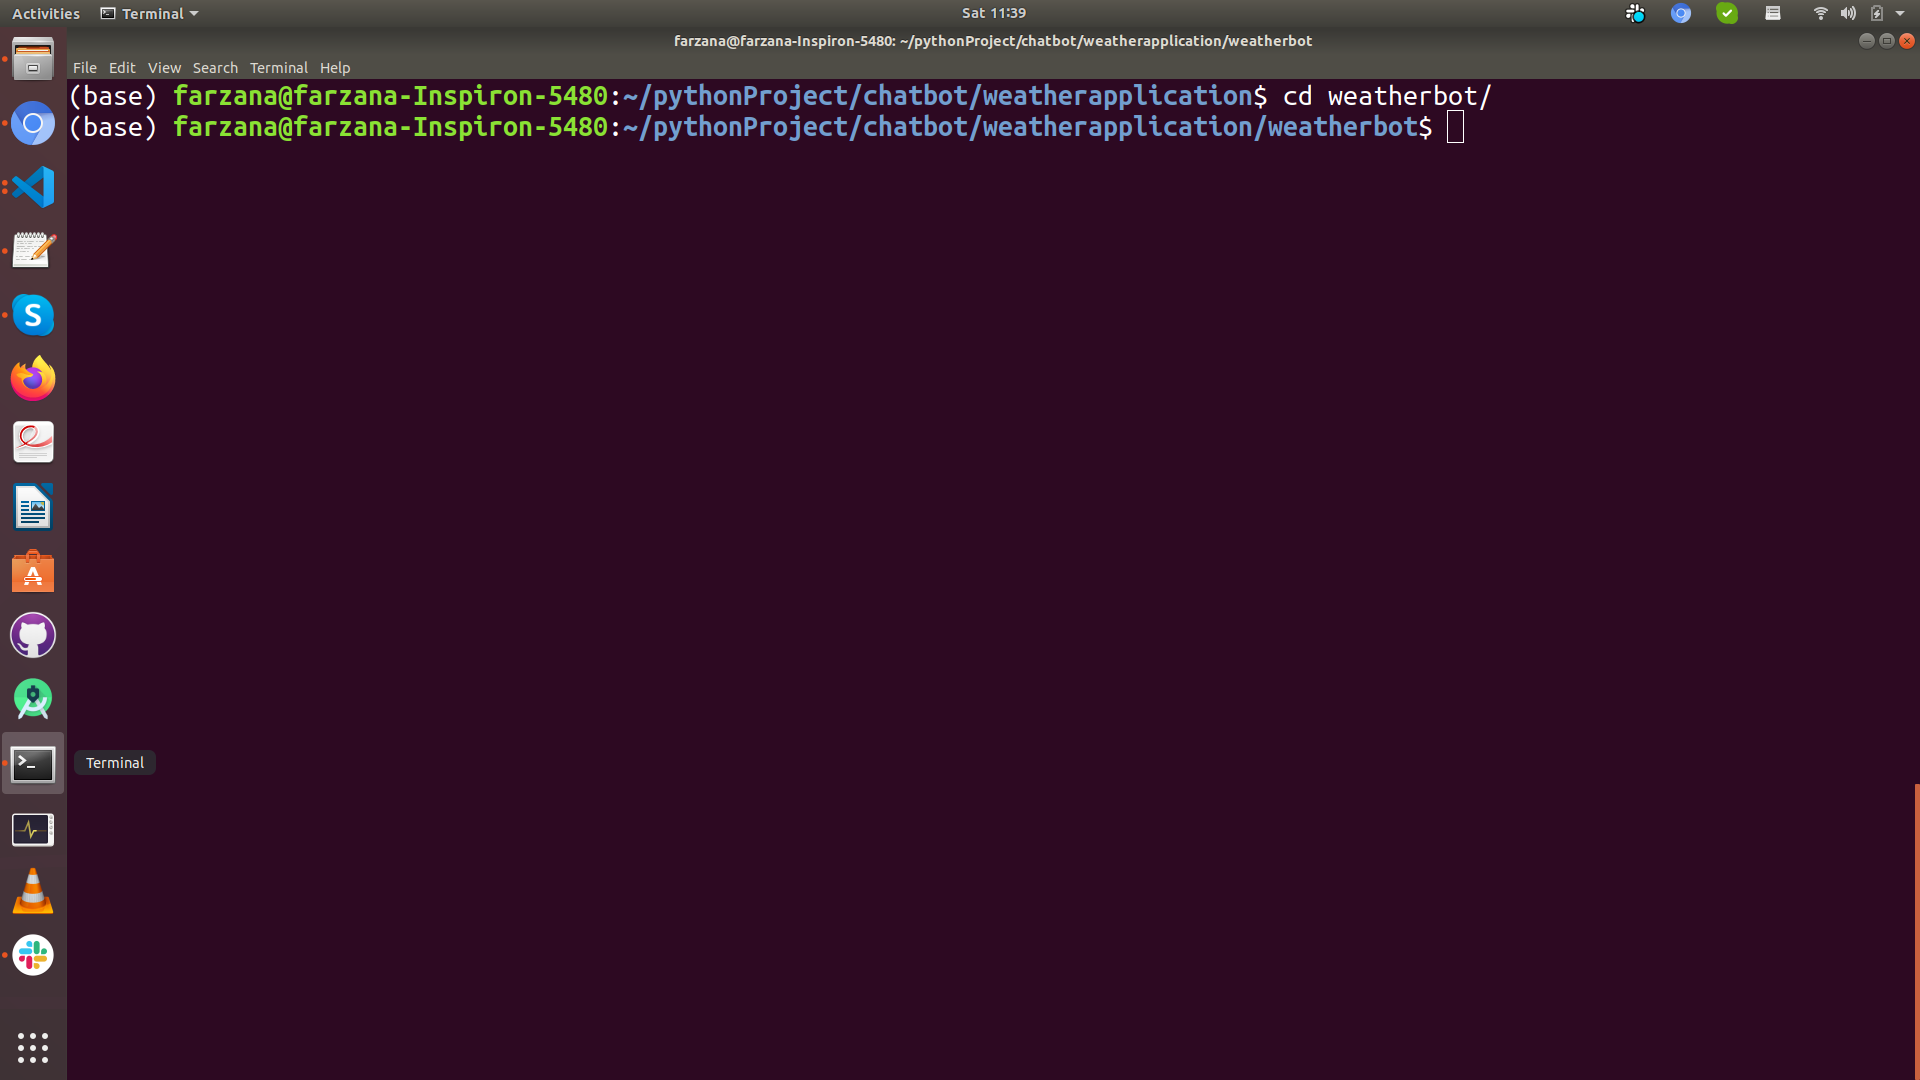 Activities Terminal Sat 11:39
farzana@farzana-Inspiron-5480: ~/pythonProject/chatbot/weatherapplication/weatherbot
File Edit View Search Terminal Help
(base) farzana@farzana-Inspiron-5480:~/pythonProject/chatbot/weatherapplication$ cd weatherbot/
(base) farzana@farzana-Inspiron-5480:~/pythonProject/chatbot/weatherapplication/weatherbot$
S
A
>_
Terminal